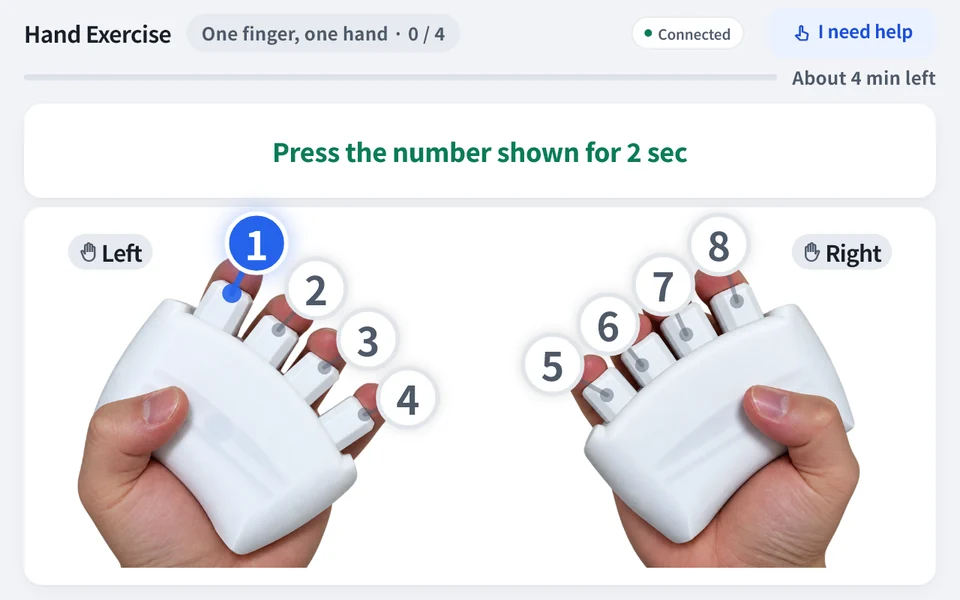 Hand Exercise
One finger, one hand · 0 / 4
Connected
I need help
About 4 min left
Press the number shown for 2 sec
Left
1
2
3
4
5
6
7
8
Right